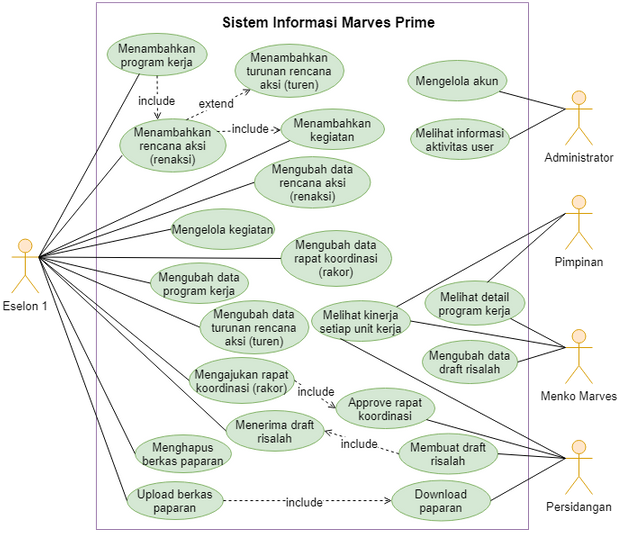 Sistem Informasi Marves Prime
Menambahkan
program kerja
Menambahkan
turunan rencana
aksi (turen)
Mengelola akun
include
extend
Menambahkan
rencana aksi
(renaksi)
include
Menambahkan
kegiatan
Melihat informasi
aktivitas user
Administrator
Mengubah data
rencana aksi
(renaksi)
Mengelola kegiatan
Mengubah data
rapat koordinasi
(rakor)
Pimpinan
Eselon 1
Mengubah data
program kerja
Melihat detail
program kerja
Mengubah data
turunan rencana
aksi (turen)
Melihat kinerja
setiap unit kerja
Mengubah data
draft risalah
Menko Marves
Mengajukan rapat
koordinasi (rakor)
include
Approve rapat
koordinasi
Menerima draft
risalah
include
Membuat draft
risalah
Menghapus
berkas paparan
Upload berkas
paparan
include
Download
paparan
Persidangan